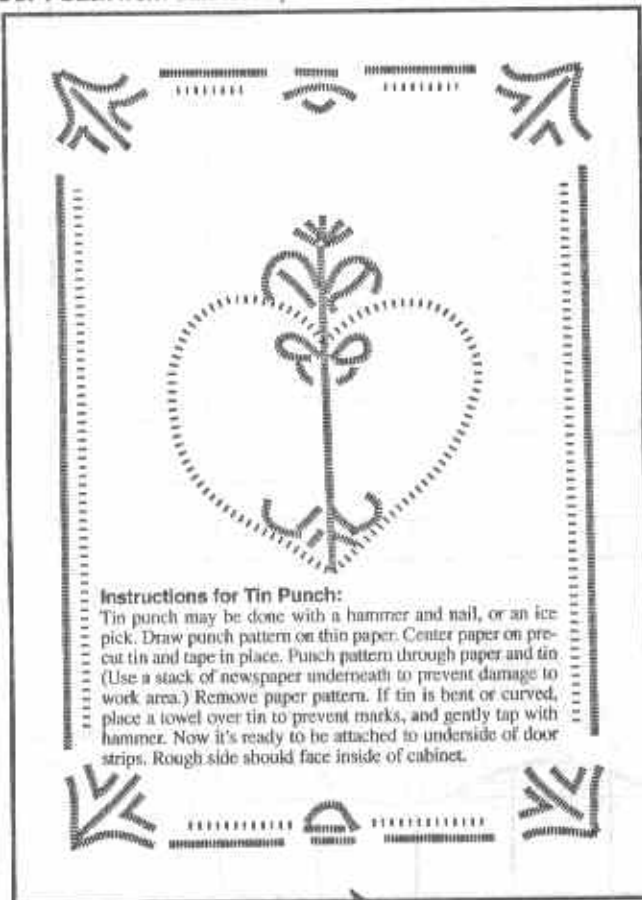 Instructions for Tin Punch:
Tin punch may be done with a hammer and nail, or an ice
pick. Draw punch pattern on thin paper. Center paper on pre-
cut tin and tape in place. Punch pattern through paper and tin
(Use a stack of newspaper underneath to prevent damage to
work area.) Remove paper pattern. If tin is bent or curved,
place a towel over tin to prevent marks, and gently tap with
hammer. Now it's ready to be attached to underside of door
strips. Rough side should face inside of cabinet.